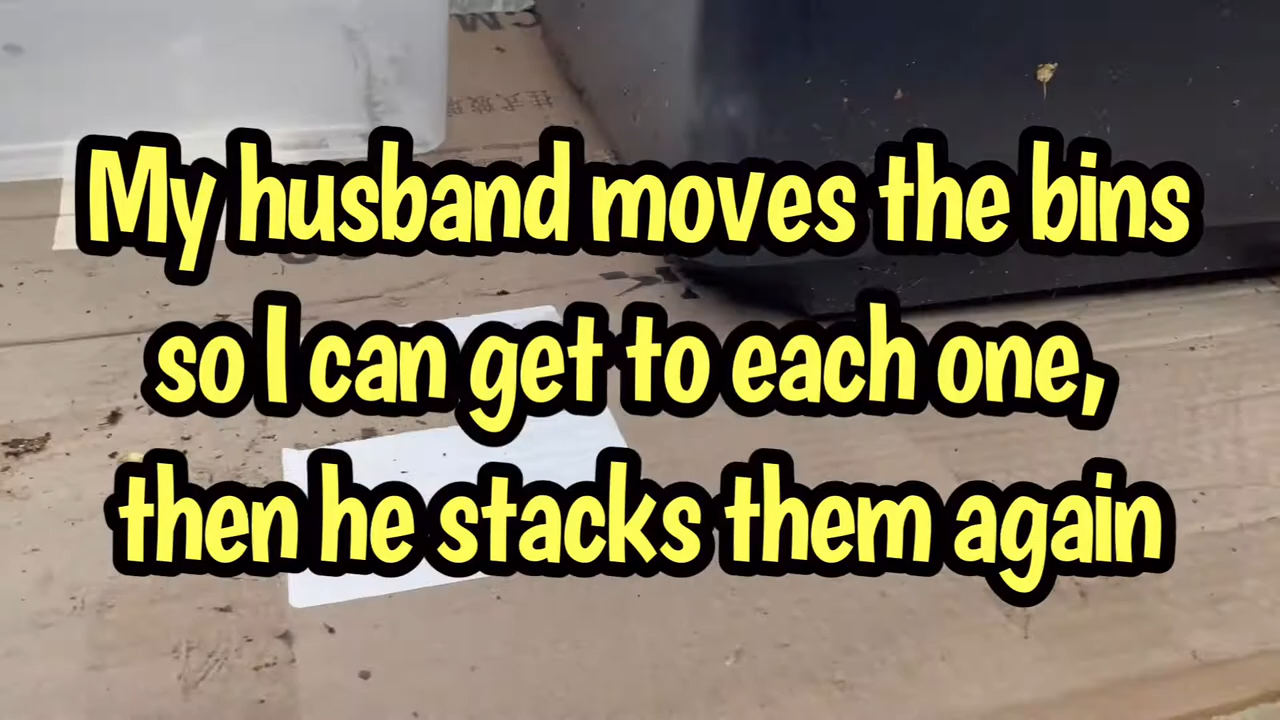 My husband moves the bins
so I can get to each one,
then he stacks them again